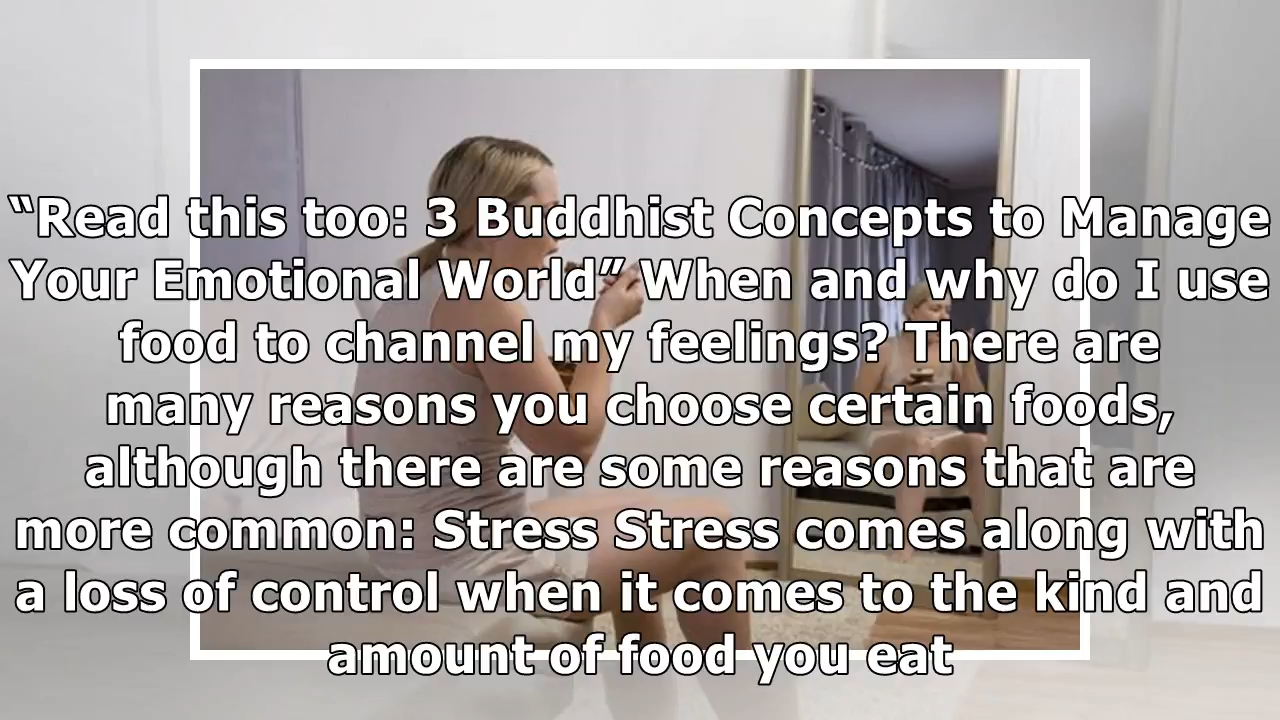 “Read this too: 3 Buddhist Concepts to Manage
Your Emotional World” When and why do I use
food to channel my feelings? There are
many reasons you choose certain foods,
although there are some reasons that are
more common: Stress Stress comes along with
a loss of control when it comes to the kind and
amount of food you eat